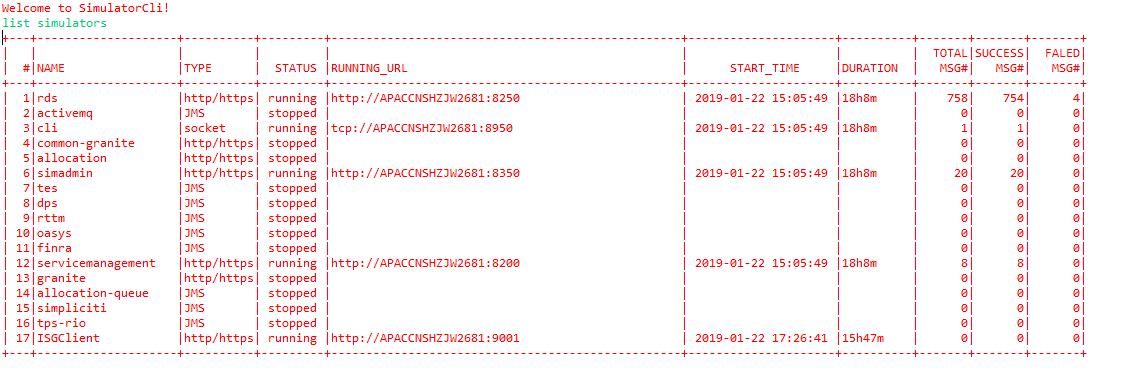 Welcome to SimulatorCli!
list simulators
+---+--------------------+----------+---------+--------------------------------------------------+---------------------+----------+-------+-------+-------+
|   |                    |          |         |                                                  |                     |          |  TOTAL|SUCCESS|  FALED|
|  #|NAME                |TYPE      |   STATUS|RUNNING_URL                                       |      START_TIME     |DURATION  |   MSG#|   MSG#|   MSG#|
+---+--------------------+----------+---------+--------------------------------------------------+---------------------+----------+-------+-------+-------+
|  1|rds                 |http/https|  running|http://APACCNSHZJW2681:8250                       | 2019-01-22 15:05:49 |18h8m     |    758|    754|      4|
|  2|activemq            |JMS       |  stopped|                                                  |                     |          |      0|      0|      0|
|  3|cli                 |socket    |  running|tcp://APACCNSHZJW2681:8950                        | 2019-01-22 15:05:49 |18h8m     |      1|      1|      0|
|  4|common-granite      |http/https|  stopped|                                                  |                     |          |      0|      0|      0|
|  5|allocation          |http/https|  stopped|                                                  |                     |          |      0|      0|      0|
|  6|simadmin            |http/https|  running|http://APACCNSHZJW2681:8350                       | 2019-01-22 15:05:49 |18h8m     |     20|     20|      0|
|  7|tes                 |JMS       |  stopped|                                                  |                     |          |      0|      0|      0|
|  8|dps                 |JMS       |  stopped|                                                  |                     |          |      0|      0|      0|
|  9|rttm                |JMS       |  stopped|                                                  |                     |          |      0|      0|      0|
| 10|oasys               |JMS       |  stopped|                                                  |                     |          |      0|      0|      0|
| 11|finra               |JMS       |  stopped|                                                  |                     |          |      0|      0|      0|
| 12|servicemanagement   |http/https|  running|http://APACCNSHZJW2681:8200                       | 2019-01-22 15:05:49 |18h8m     |      8|      8|      0|
| 13|granite             |http/https|  stopped|                                                  |                     |          |      0|      0|      0|
| 14|allocation-queue    |JMS       |  stopped|                                                  |                     |          |      0|      0|      0|
| 15|simpliciti          |JMS       |  stopped|                                                  |                     |          |      0|      0|      0|
| 16|tps-rio             |JMS       |  stopped|                                                  |                     |          |      0|      0|      0|
| 17|ISGClient           |http/https|  running|http://APACCNSHZJW2681:9001                       | 2019-01-22 17:26:41 |15h47m    |      0|      0|      0|
+---+--------------------+----------+---------+--------------------------------------------------+---------------------+----------+-------+-------+-------+